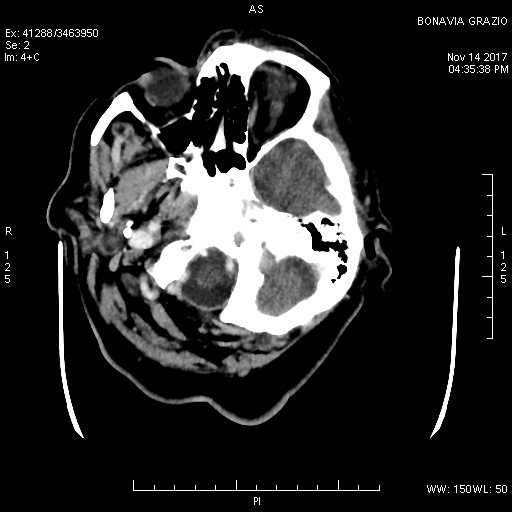 AS
Ex: 41288/3463950
Se: 2
Im: 4+C
BONAVIA GRAZIO
Nov 14 2017
04:35:38 PM
R
1
2
5
L
1
2
5
WW: 150WL: 50
PI